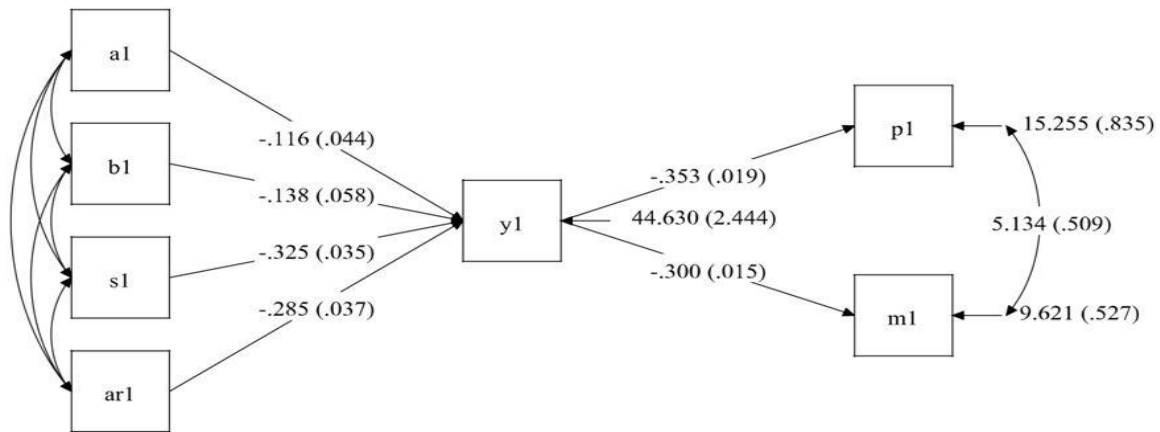 a1
b1
s1
ar1
-.116 (.044)
-.138 (.058)
-.325 (.035)
-.285 (.037)
y1
44.630 (2.444)
-.353 (.019)
-.300 (.015)
p1
15.255 (.835)
5.134 (.509)
m1
9.621 (.527)